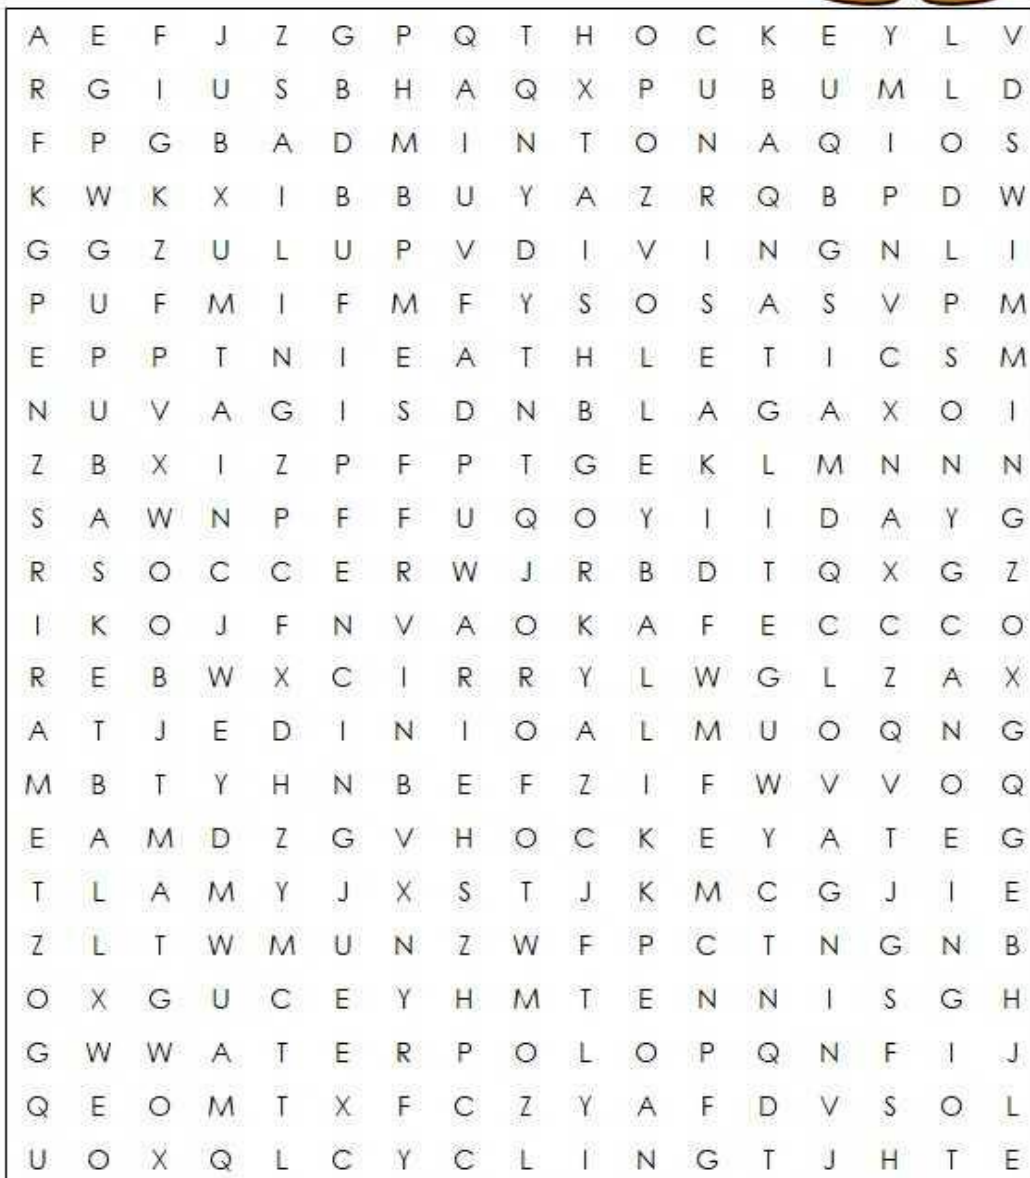 A E F J Z G P Q T H O C K E Y L V
R G I U S B H A Q X P U B U M L D
F P G B A D M I N T O N A Q I O S
K W K X I B B U Y A Z R Q B P D W
G G Z U L U P V D I V I N G N L I
P U F M I F M F Y S O S A S V P M
E P P T N I E A T H L E T I C S M
N U V A G I S D N B L A G A X O I
Z B X I Z P F P T G E K L M N N N
S A W N P F F U Q O Y I I D A Y G
R S O C C E R W J R B D T Q X G Z
I K O J F N V A O K A F E C C C O
R E B W X C I R R Y L W G L Z A X
A T J E D I N I O A L M U O Q N G
M B T Y H N B E F Z I F W V V O Q
E A M D Z G V H O C K E Y A T E G
T L A M Y J X S T J K M C G J I E
Z L T W M U N Z W F P C T N G N B
O X G U C E Y H M T E N N I S G H
G W W A T E R P O L O P Q N F I J
Q E O M T X F C Z Y A F D V S O L
U O X Q L C Y C L I N G T J H T E